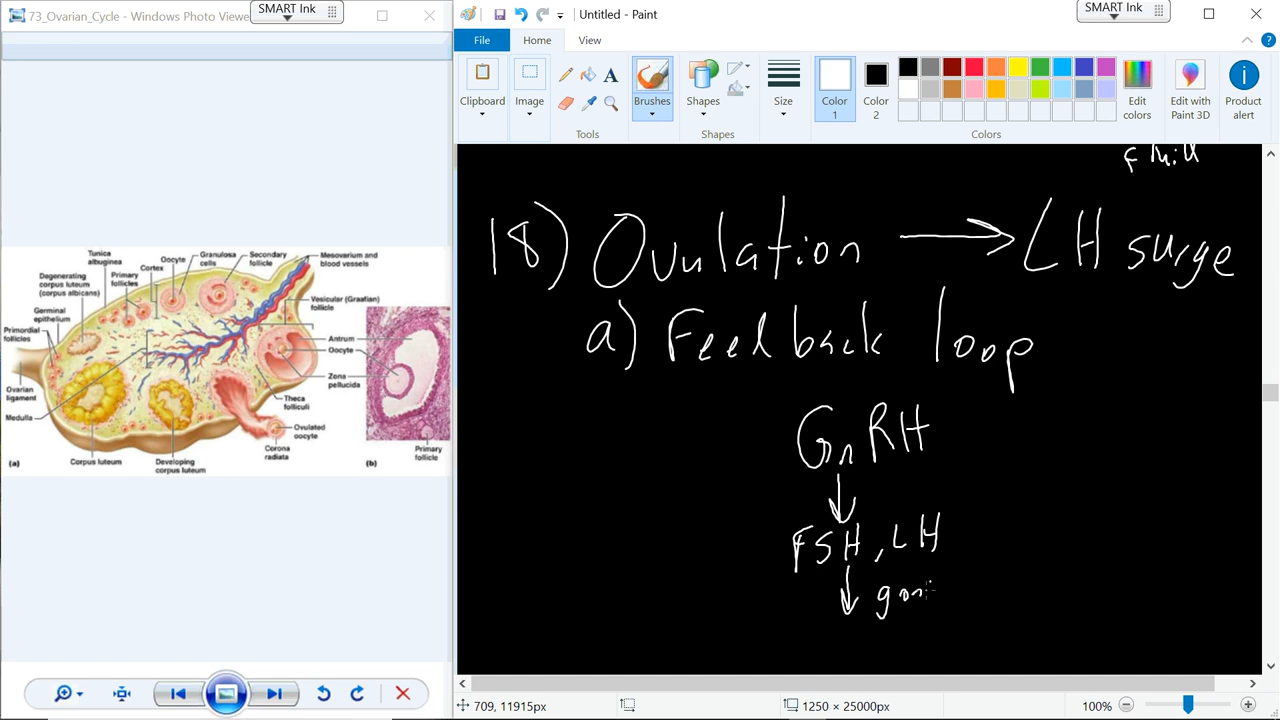 73_Ovarian_Cycle - Windows Photo Viewe
SMART Ink
Untitled - Paint
SMART Ink
File
Home
View
Clipboard
Image
Tools
Brushes
Shapes
Shapes
Size
Color
1
Color
2
Colors
Edit
colors
Edit with
Paint 3D
Product
alert
18) Ovulation → LH surge
a) Feedback loop
GnRH
↓
FSH, LH
↓
Tunica
albuginea
Oocyte
Granulosa
cells
Secondary
follicle
Mesovarium and
blood vessels
Degenerating
corpus luteum
(corpus albicans)
Primary
follicles
Cortex
Germinal
epithelium
Vesicular (Graafian)
follicle
Primordial
follicles
Antrum
Oocyte
Zona
pellucida
Ovarian
ligament
Theca
folliculi
Medulla
Ovulated
oocyte
Corpus luteum
Developing
corpus luteum
Corona
radiata
Primary
follicle
(a)
(b)
709, 11915px
1250 × 25000px
100%